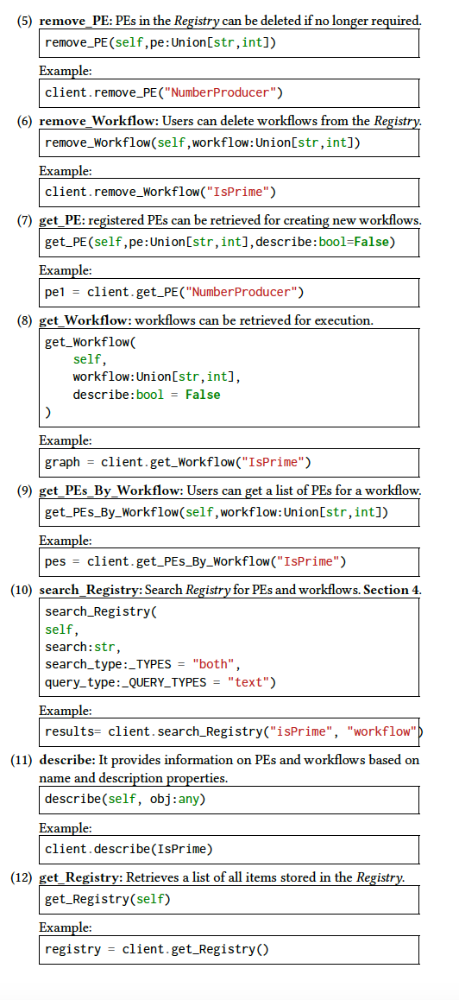 (5) remove_PE: PEs in the Registry can be deleted if no longer required.
remove_PE(self,pe:Union[str,int])
Example:
client.remove_PE("NumberProducer")
(6) remove_Workflow: Users can delete workflows from the Registry.
remove_Workflow(self,workflow:Union[str,int])
Example:
client.remove_Workflow("IsPrime")
(7) get_PE: registered PEs can be retrieved for creating new workflows.
get_PE(self,pe:Union[str,int],describe:bool=False)
Example:
pe1 = client.get_PE("NumberProducer")
(8) get_Workflow: workflows can be retrieved for execution.
get_Workflow(
    self,
    workflow:Union[str,int],
    describe:bool = False
)
Example:
graph = client.get_Workflow("IsPrime")
(9) get_PEs_By_Workflow: Users can get a list of PEs for a workflow.
get_PEs_By_Workflow(self,workflow:Union[str,int])
Example:
pes = client.get_PEs_By_Workflow("IsPrime")
(10) search_Registry: Search Registry for PEs and workflows. Section 4.
search_Registry(
self,
search:str,
search_type:_TYPES = "both",
query_type:_QUERY_TYPES = "text")
Example:
results= client.search_Registry("isPrime", "workflow")
(11) describe: It provides information on PEs and workflows based on
name and description properties.
describe(self, obj:any)
Example:
client.describe(IsPrime)
(12) get_Registry: Retrieves a list of all items stored in the Registry.
get_Registry(self)
Example:
registry = client.get_Registry()